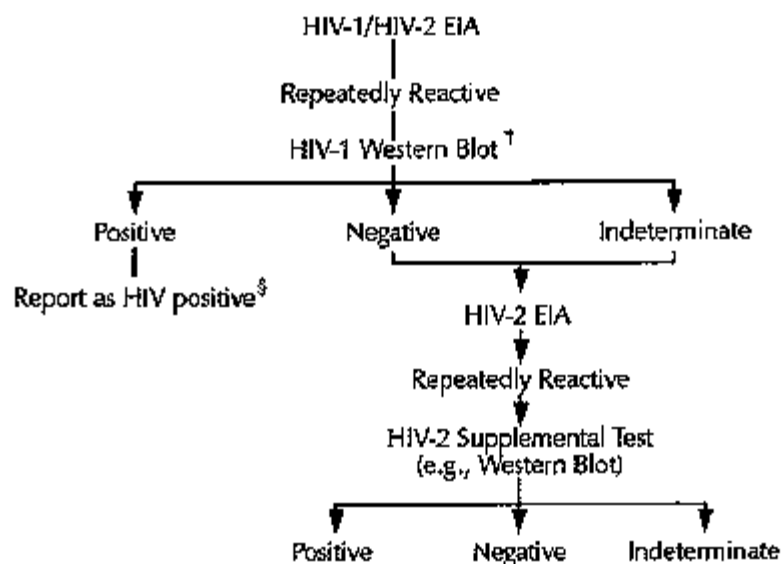 HIV-1/HIV-2 EIA
Repeatedly Reactive
HIV-1 Western Blot †
Positive
Negative
Indeterminate
Report as HIV positive§
HIV-2 EIA
Repeatedly Reactive
HIV-2 Supplemental Test
(e.g., Western Blot)
Positive
Negative
Indeterminate